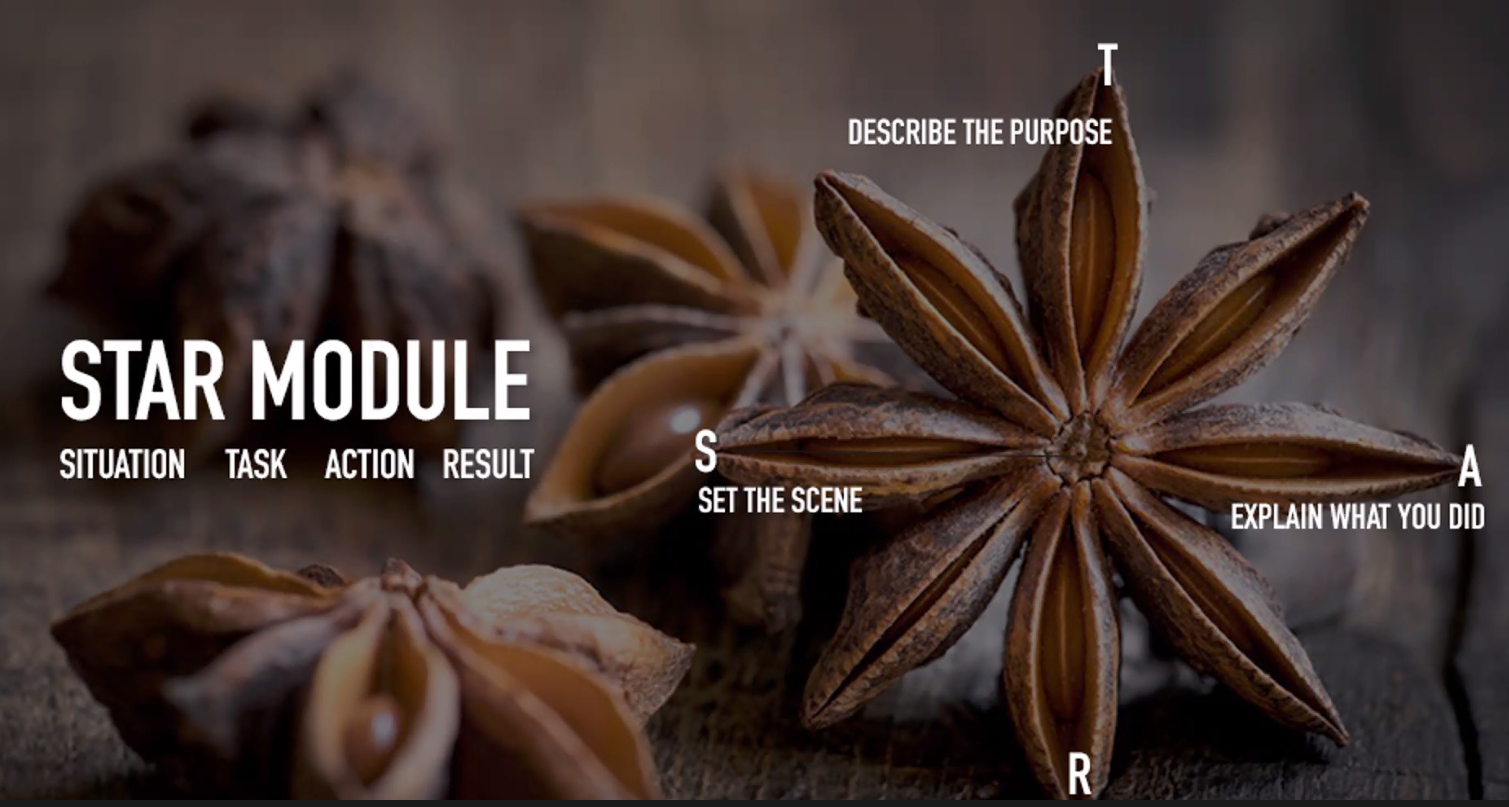 STAR MODULE
SITUATION TASK ACTION RESULT
T
DESCRIBE THE PURPOSE
S
SET THE SCENE
A
EXPLAIN WHAT YOU DID
R